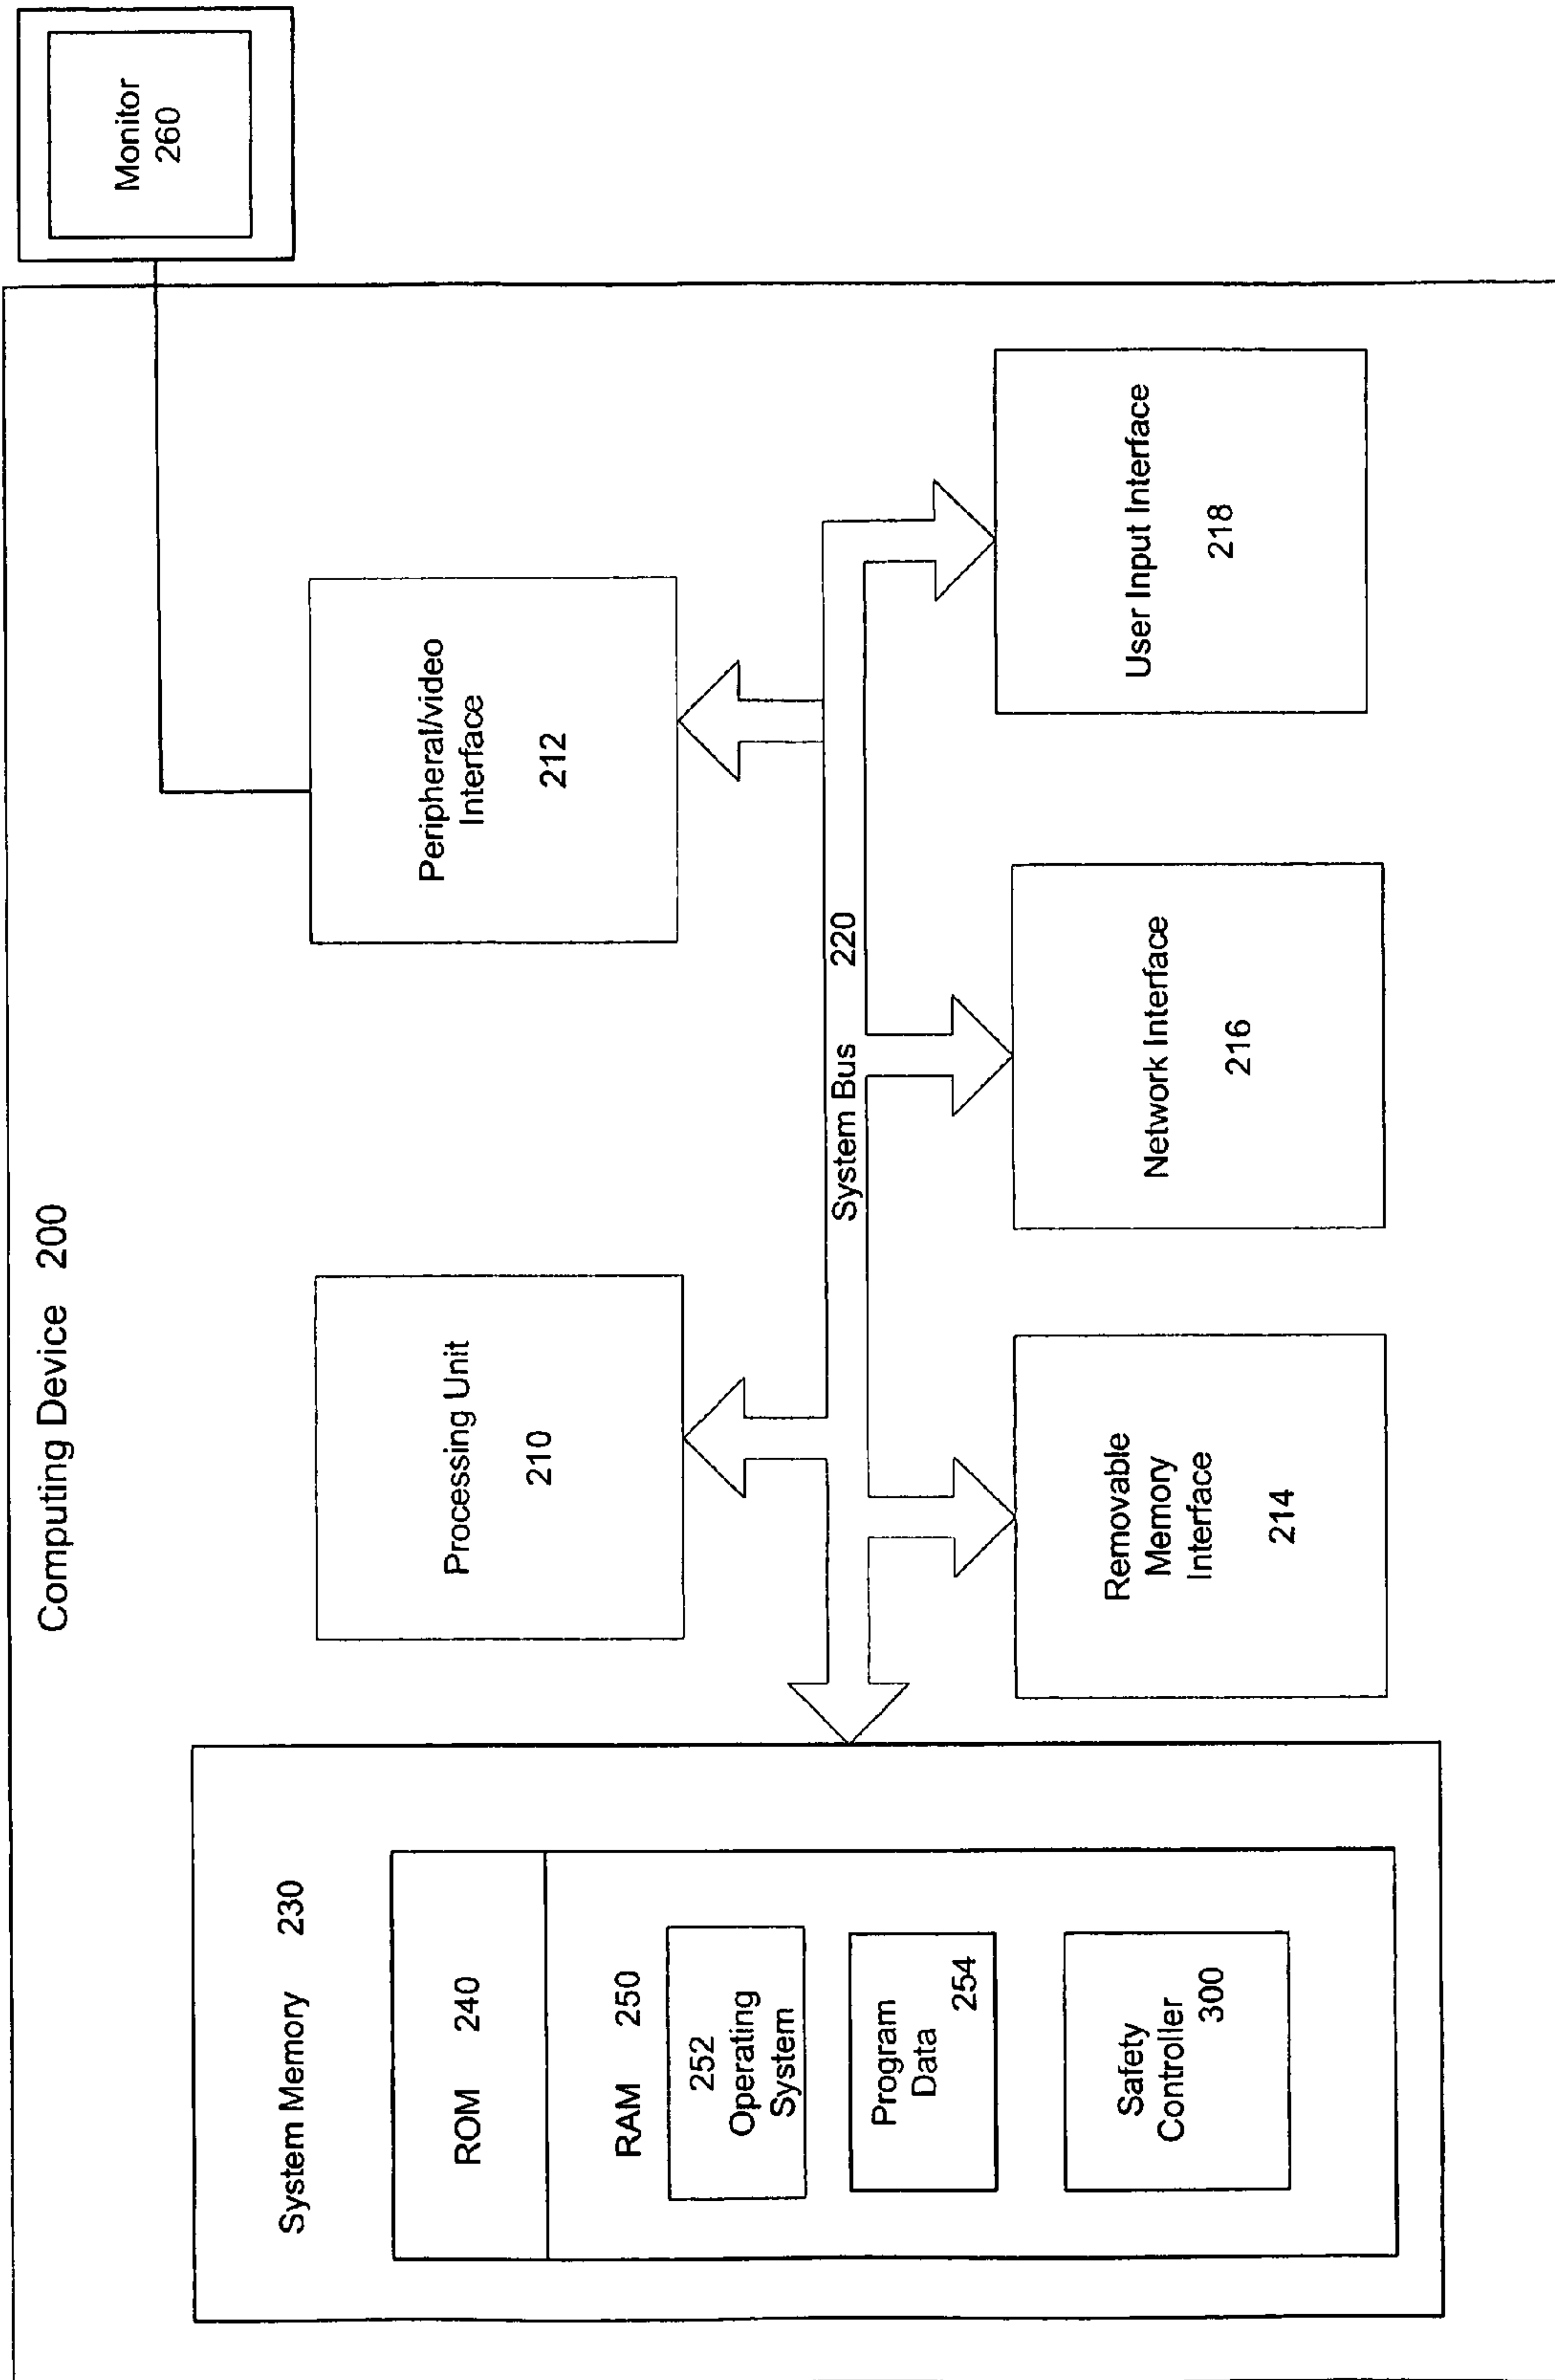 Computing Device 200
Monitor
260
System Memory 230
ROM 240
RAM 250
252
Operating
System
Program
Data
254
Safety
Controller
300
Processing Unit
210
Peripheral/video
Interface
212
System Bus 220
Removable
Memory
Interface
214
Network Interface
216
User Input Interface
218